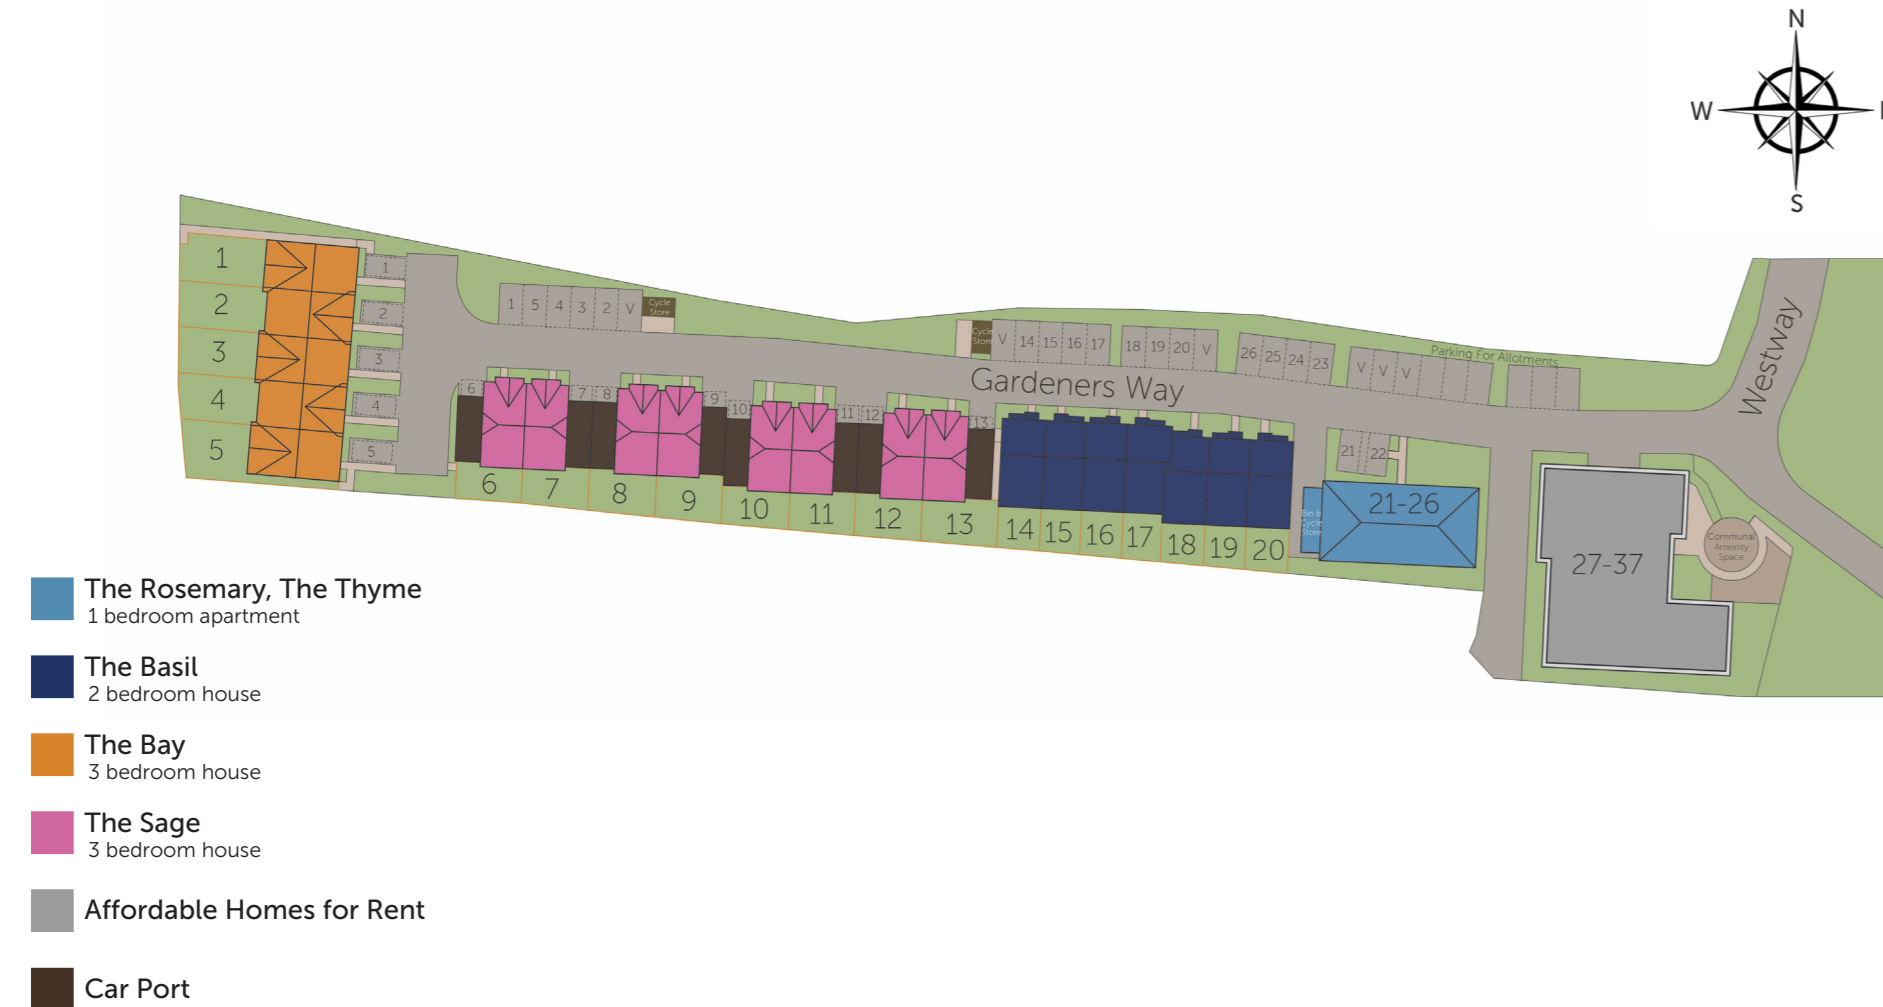 N
W
S
1
2
3
4
5
1
2
3
4
5
1 5 4 3 2 V
Cycle
Store
Cycle
Store
V 14 15 16 17
18 19 20 V
26 25 24 23
V V V
Parking For Allotments
Westway
Gardeners Way
6
7 8
9
10
11 12
13
21 22
6
7
8
9
10
11
12
13
14
15
16
17
18
19
20
Bin &
Cycle
Store
21-26
27-37
Communal
Amenity
Space
The Rosemary, The Thyme
1 bedroom apartment
The Basil
2 bedroom house
The Bay
3 bedroom house
The Sage
3 bedroom house
Affordable Homes for Rent
Car Port